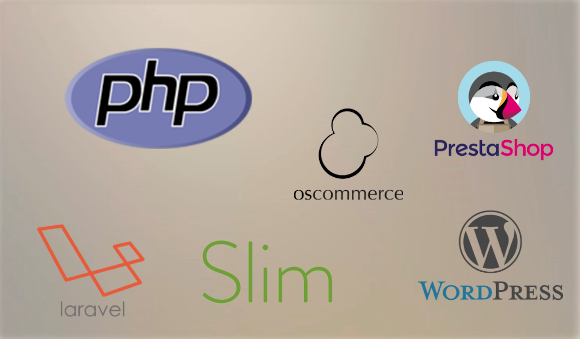 php
PrestaShop
oscommerce
laravel
Slim
W
WORDPRESS